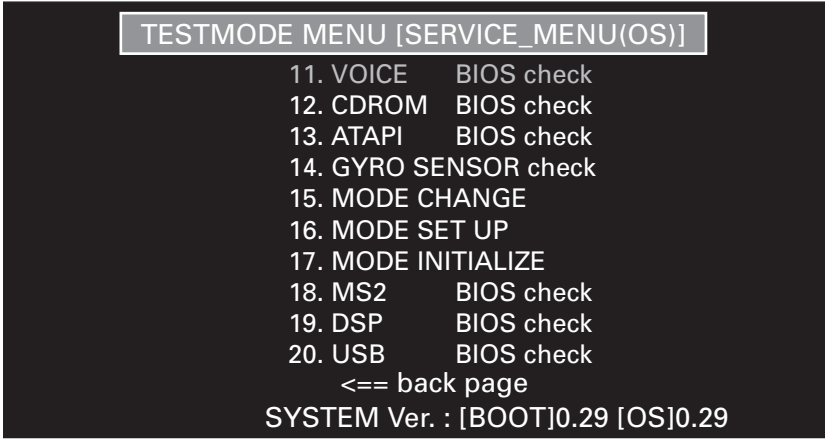 TESTMODE MENU [SERVICE_MENU(OS)]
11. VOICE BIOS check
12. CDROM BIOS check
13. ATAPI BIOS check
14. GYRO SENSOR check
15. MODE CHANGE
16. MODE SET UP
17. MODE INITIALIZE
18. MS2 BIOS check
19. DSP BIOS check
20. USB BIOS check
<== back page
SYSTEM Ver. : [BOOT]0.29 [OS]0.29